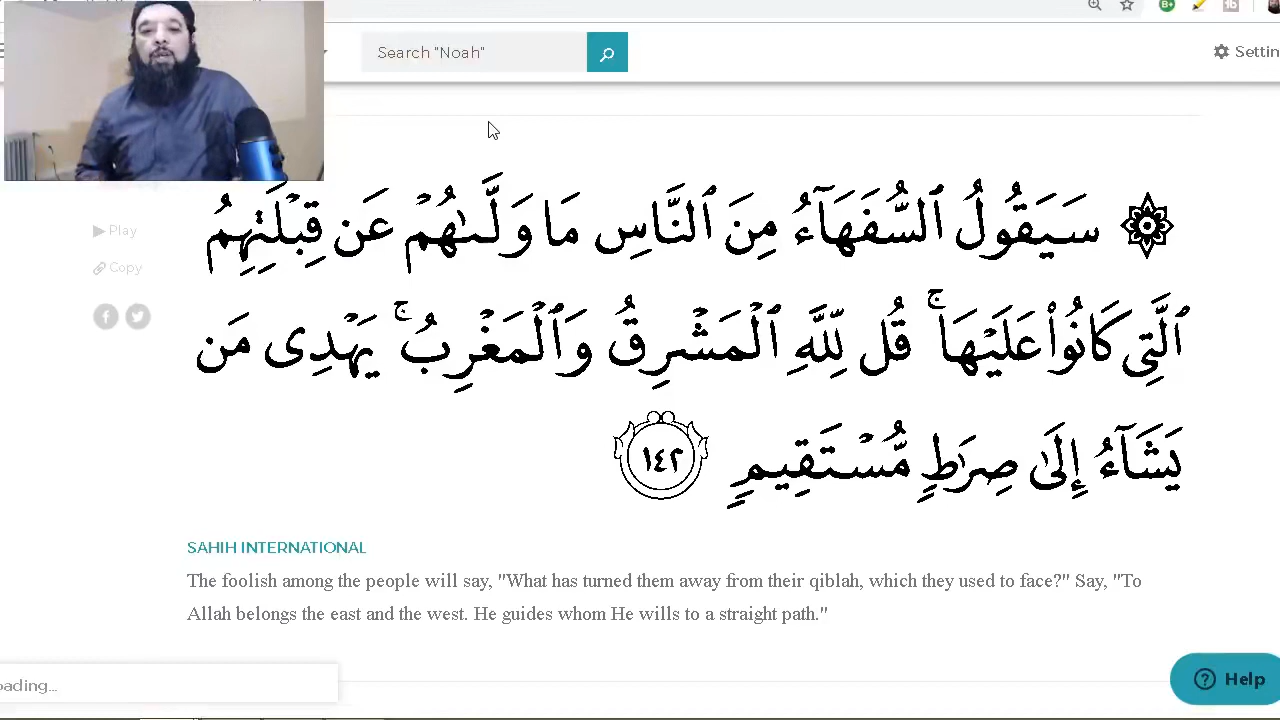 Search "Noah"
Settin
Play
Copy
۞ سَيَقُولُ ٱلسُّفَهَآءُ مِنَ ٱلنَّاسِ مَا وَلَّىٰهُمْ عَن قِبْلَتِهِمُ
ٱلَّتِى كَانُوا۟ عَلَيْهَا ۚ قُل لِّلَّهِ ٱلْمَشْرِقُ وَٱلْمَغْرِبُ ۚ يَهْدِى مَن
يَشَآءُ إِلَىٰ صِرَٰطٍ مُّسْتَقِيمٍ ١٤٢
SAHIH INTERNATIONAL
The foolish among the people will say, "What has turned them away from their qiblah, which they used to face?" Say, "To
Allah belongs the east and the west. He guides whom He wills to a straight path."
oading...
Help